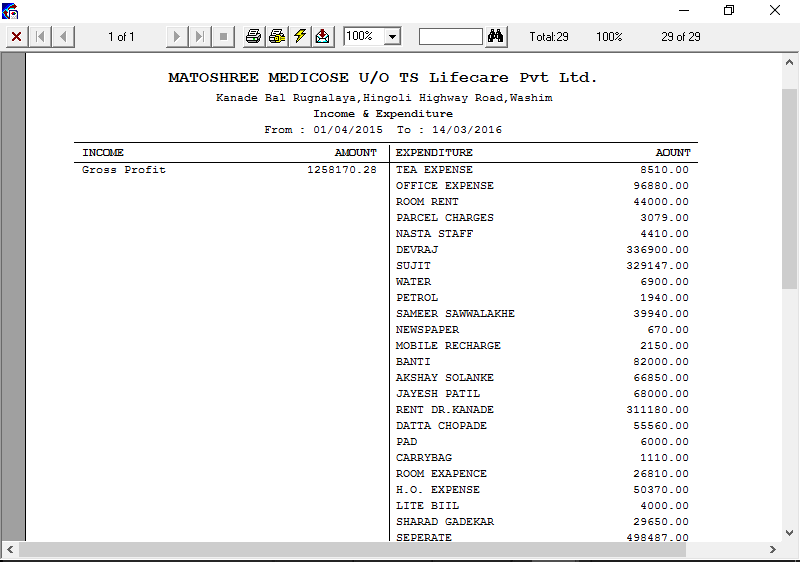 1 of 1
100%
Total:29
100%
29 of 29
MATOSHREE MEDICOSE U/O TS Lifecare Pvt Ltd.
Kanade Bal Rugnalaya,Hingoli Highway Road,Washim
Income & Expenditure
From : 01/04/2015 To : 14/03/2016
INCOME AMOUNT EXPENDITURE AOUNT
Gross Profit 1258170.28 TEA EXPENSE 8510.00
OFFICE EXPENSE 96880.00
ROOM RENT 44000.00
PARCEL CHARGES 3079.00
NASTA STAFF 4410.00
DEVRAJ 336900.00
SUJIT 329147.00
WATER 6900.00
PETROL 1940.00
SAMEER SAWWALAKHE 39940.00
NEWSPAPER 670.00
MOBILE RECHARGE 2150.00
BANTI 82000.00
AKSHAY SOLANKE 66850.00
JAYESH PATIL 68000.00
RENT DR.KANADE 311180.00
DATTA CHOPADE 55560.00
PAD 6000.00
CARRYBAG 1110.00
ROOM EXAPENCE 26810.00
H.O. EXPENSE 50370.00
LITE BIIL 4000.00
SHARAD GADEKAR 29650.00
SEPERATE 498487.00